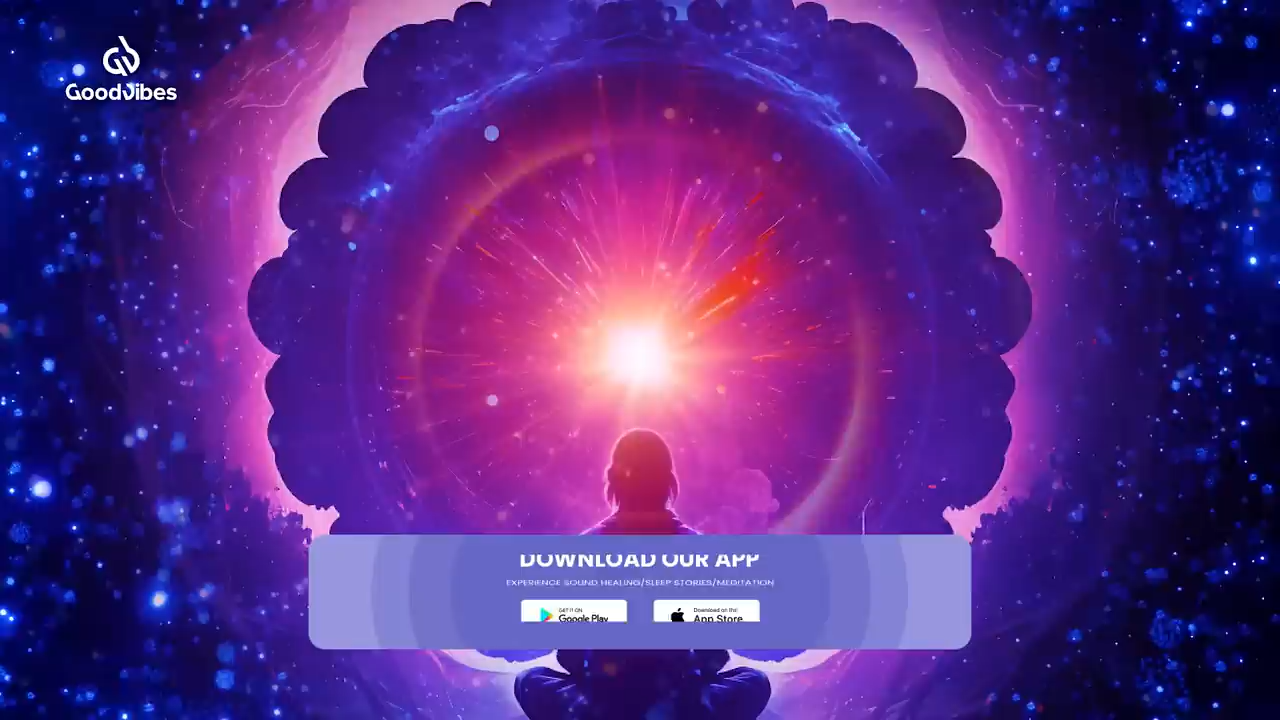 GoodVibes
DOWNLOAD OUR APP
EXPERIENCE SOUND HEALING/SLEEP STORIES/MEDITATION
GET IT ON
Google Play
Download on the
App Store